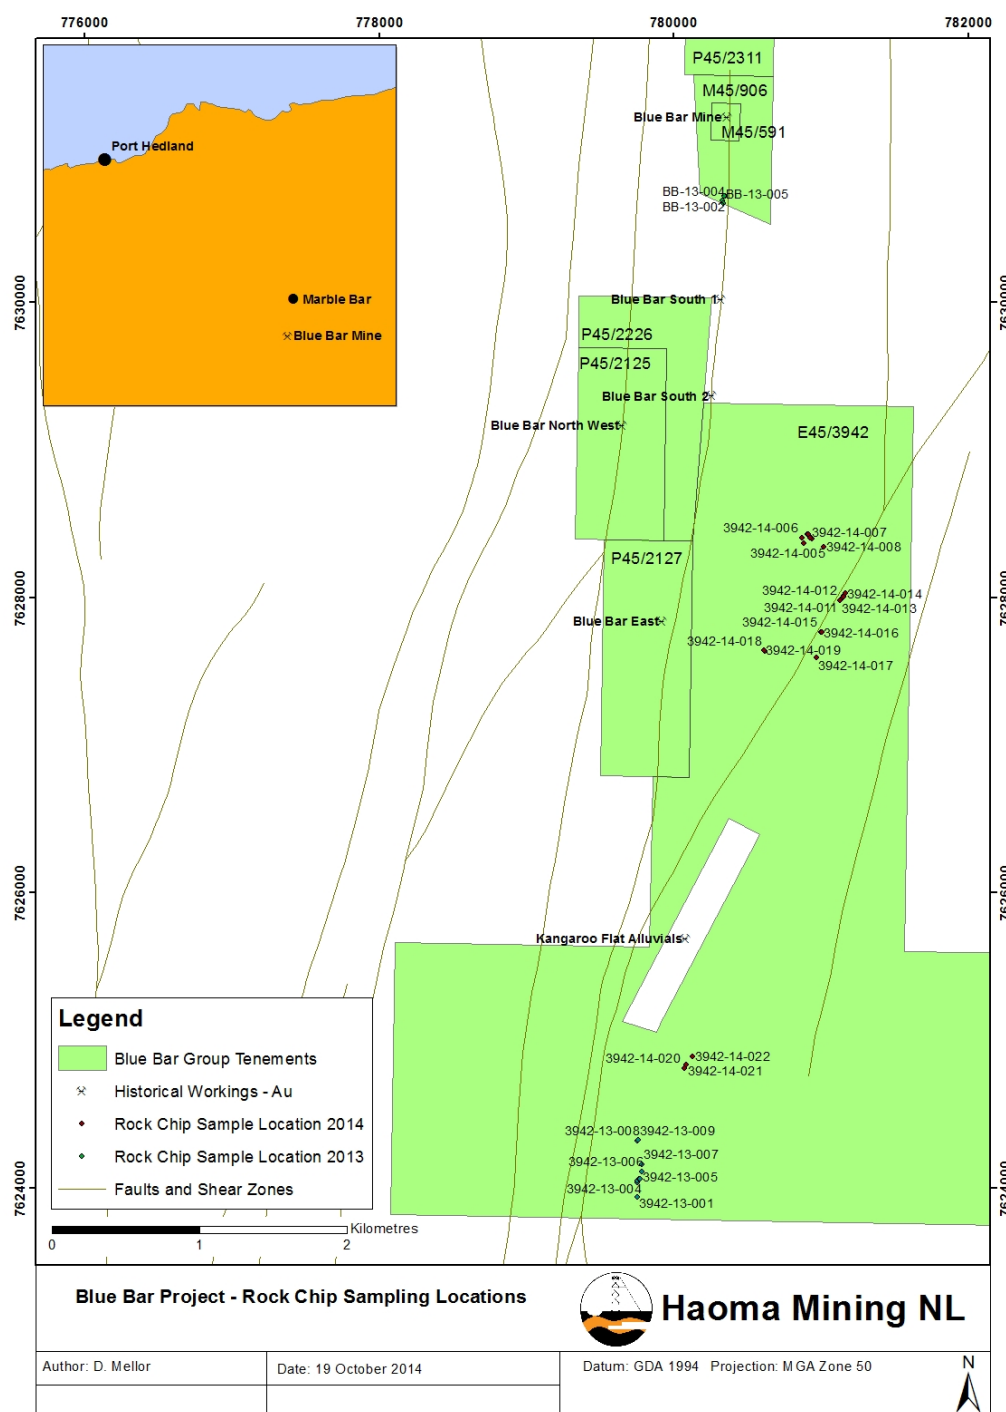 776000
778000
780000
782000
P45/2311
M45/906
Blue Bar Mine
M45/591
Port Hedland
BB-13-004
BB-13-005
BB-13-002
Marble Bar
Blue Bar Mine
7630000
7630000
Blue Bar South 1
P45/2226
P45/2125
Blue Bar South 2
Blue Bar North West
E45/3942
3942-14-006
3942-14-007
3942-14-005
3942-14-008
P45/2127
7628000
7628000
3942-14-012
3942-14-014
3942-14-011
3942-14-013
3942-14-015
3942-14-016
Blue Bar East
3942-14-018
3942-14-019
3942-14-017
7626000
7626000
Kangaroo Flat Alluvials
3942-14-020
3942-14-022
3942-14-021
3942-13-008
3942-13-009
3942-13-007
3942-13-006
3942-13-005
3942-13-004
3942-13-001
7624000
7624000
Legend
Blue Bar Group Tenements
Historical Workings - Au
Rock Chip Sample Location 2014
Rock Chip Sample Location 2013
Faults and Shear Zones
Kilometres
0 1 2
Blue Bar Project - Rock Chip Sampling Locations
Haoma Mining NL
Author: D. Mellor
Date: 19 October 2014
Datum: GDA 1994 Projection: MGA Zone 50
N